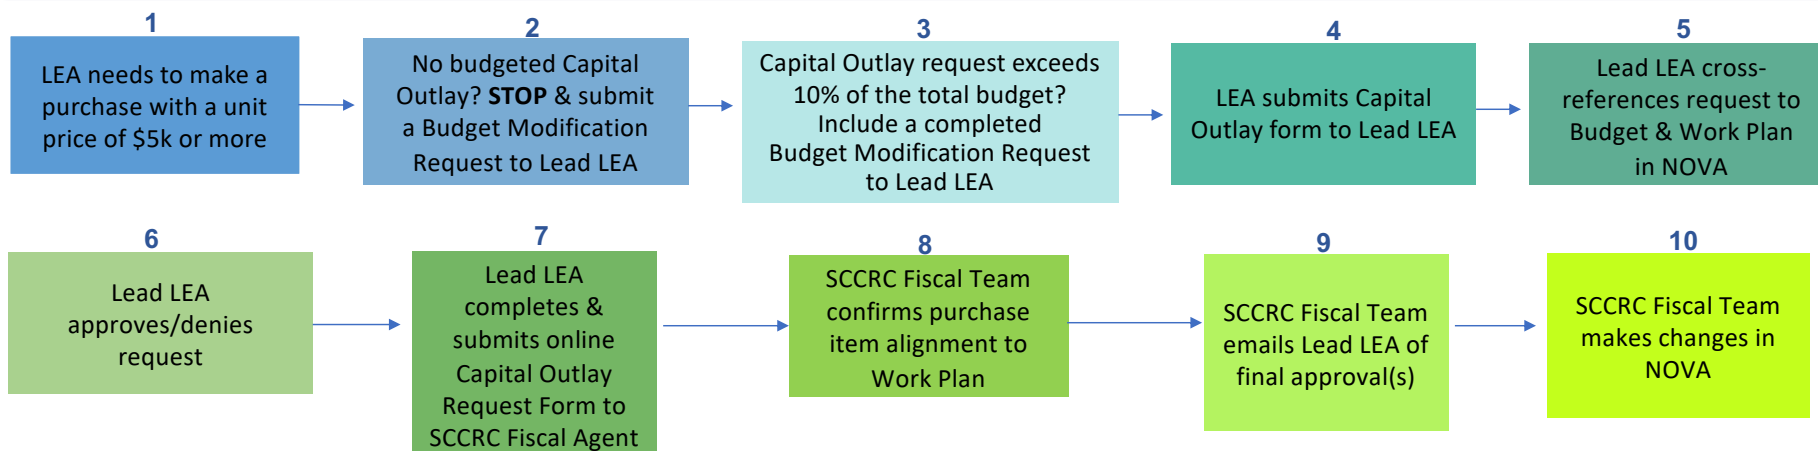 1
LEA needs to make a
purchase with a unit
price of $5k or more
2
No budgeted Capital
Outlay? STOP & submit
a Budget Modification
Request to Lead LEA
3
Capital Outlay request exceeds
10% of the total budget?
Include a completed
Budget Modification Request
to Lead LEA
4
LEA submits Capital
Outlay form to Lead LEA
5
Lead LEA cross-
references request to
Budget & Work Plan
in NOVA
6
Lead LEA
approves/denies
request
7
Lead LEA
completes &
submits online
Capital Outlay
Request Form to
SCCRC Fiscal Agent
8
SCCRC Fiscal Team
confirms purchase
item alignment to
Work Plan
9
SCCRC Fiscal Team
emails Lead LEA of
final approval(s)
10
SCCRC Fiscal Team
makes changes in
NOVA